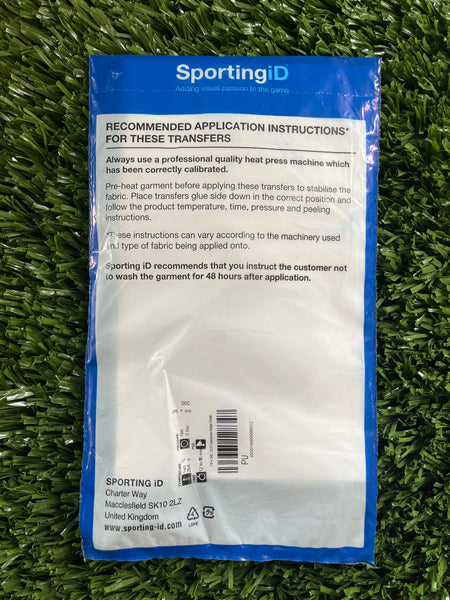 SportingiD
Adding visual passion to the game
RECOMMENDED APPLICATION INSTRUCTIONS*
FOR THESE TRANSFERS
Always use a professional quality heat press machine which
has been correctly calibrated.
Pre-heat garment before applying these transfers to stabilise the
fabric. Place transfers glue side down in the correct position and
follow the product temperature, time, pressure and peeling
instructions.
*These instructions can vary according to the machinery used
and type of fabric being applied onto.
Sporting iD recommends that you instruct the customer not
to wash the garment for 48 hours after application.
PU
SPORTING iD
Charter Way
Macclesfield SK10 2LZ
United Kingdom
www.sporting-id.com
4
LDPE